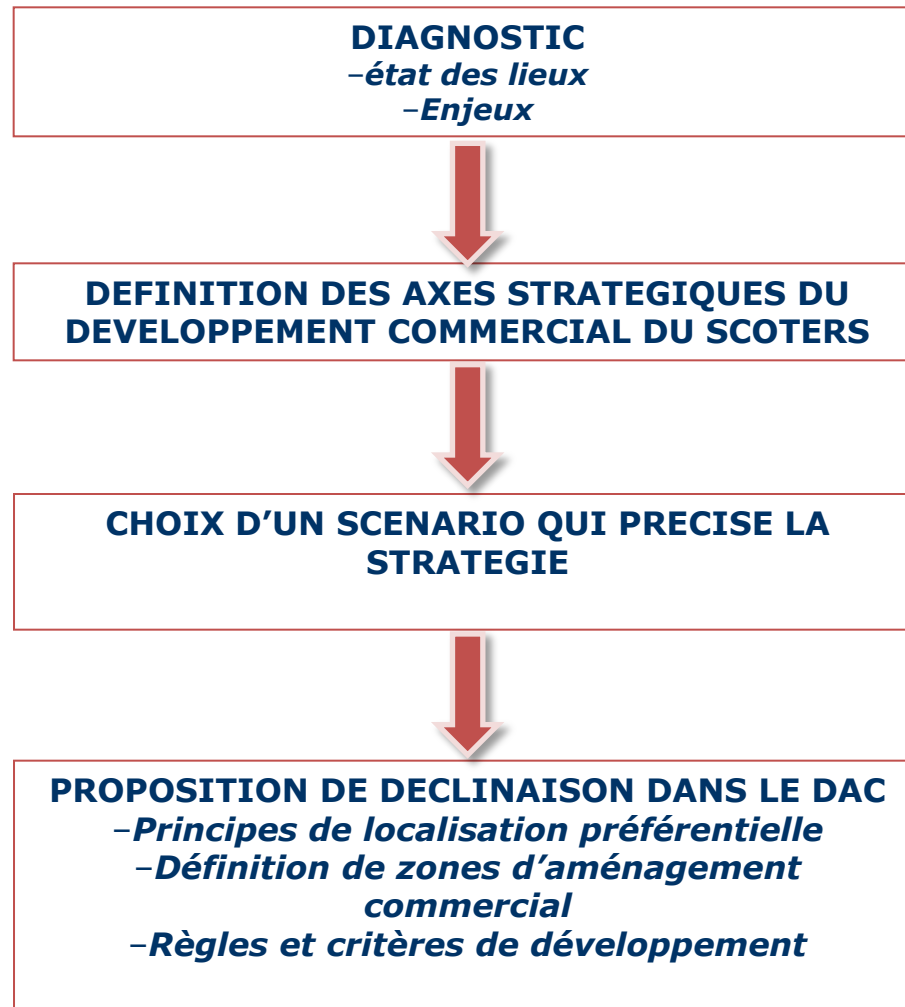 DIAGNOSTIC
–état des lieux
–Enjeux
DEFINITION DES AXES STRATEGIQUES DU
DEVELOPPEMENT COMMERCIAL DU SCOTERS
CHOIX D’UN SCENARIO QUI PRECISE LA
STRATEGIE
PROPOSITION DE DECLINAISON DANS LE DAC
–Principes de localisation préférentielle
–Définition de zones d’aménagement
commercial
–Règles et critères de développement